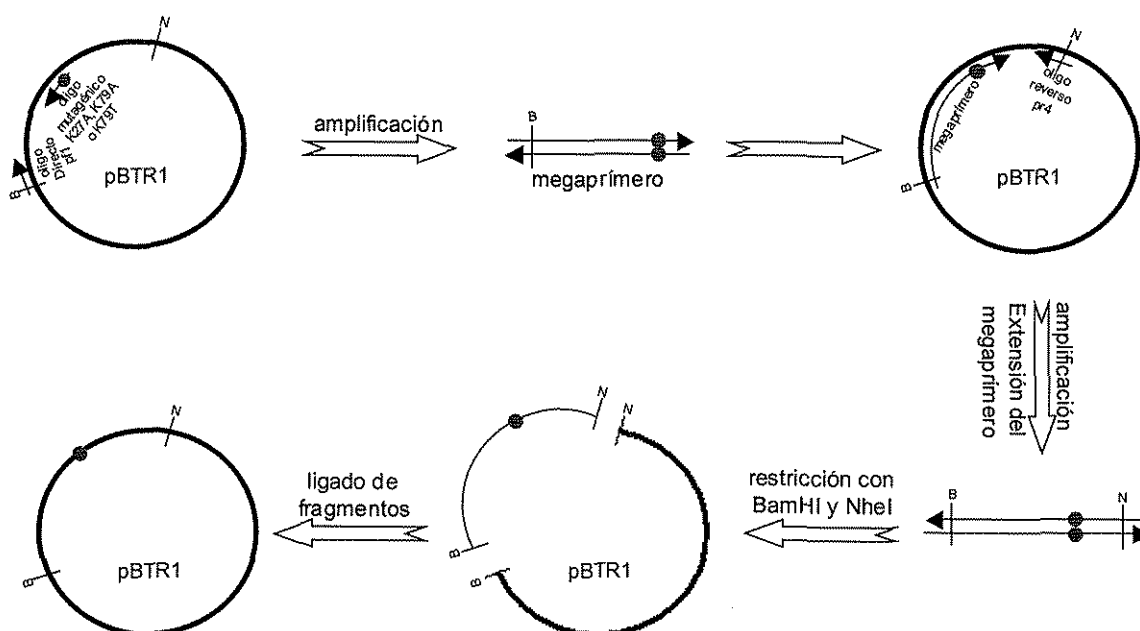 N
oligo
mutagénico
K27A, K79A
o K79T
oligo
Directo
pf1
B
pBTR1
amplificación
B
megaprímero
N
oligo
reverso
pr4
megaprímero
B
pBTR1
amplificación
Extensión del
megaprímero
B
N
restricción con
BamHI y NheI
N
N
B
B
pBTR1
ligado de
fragmentos
N
B
pBTR1